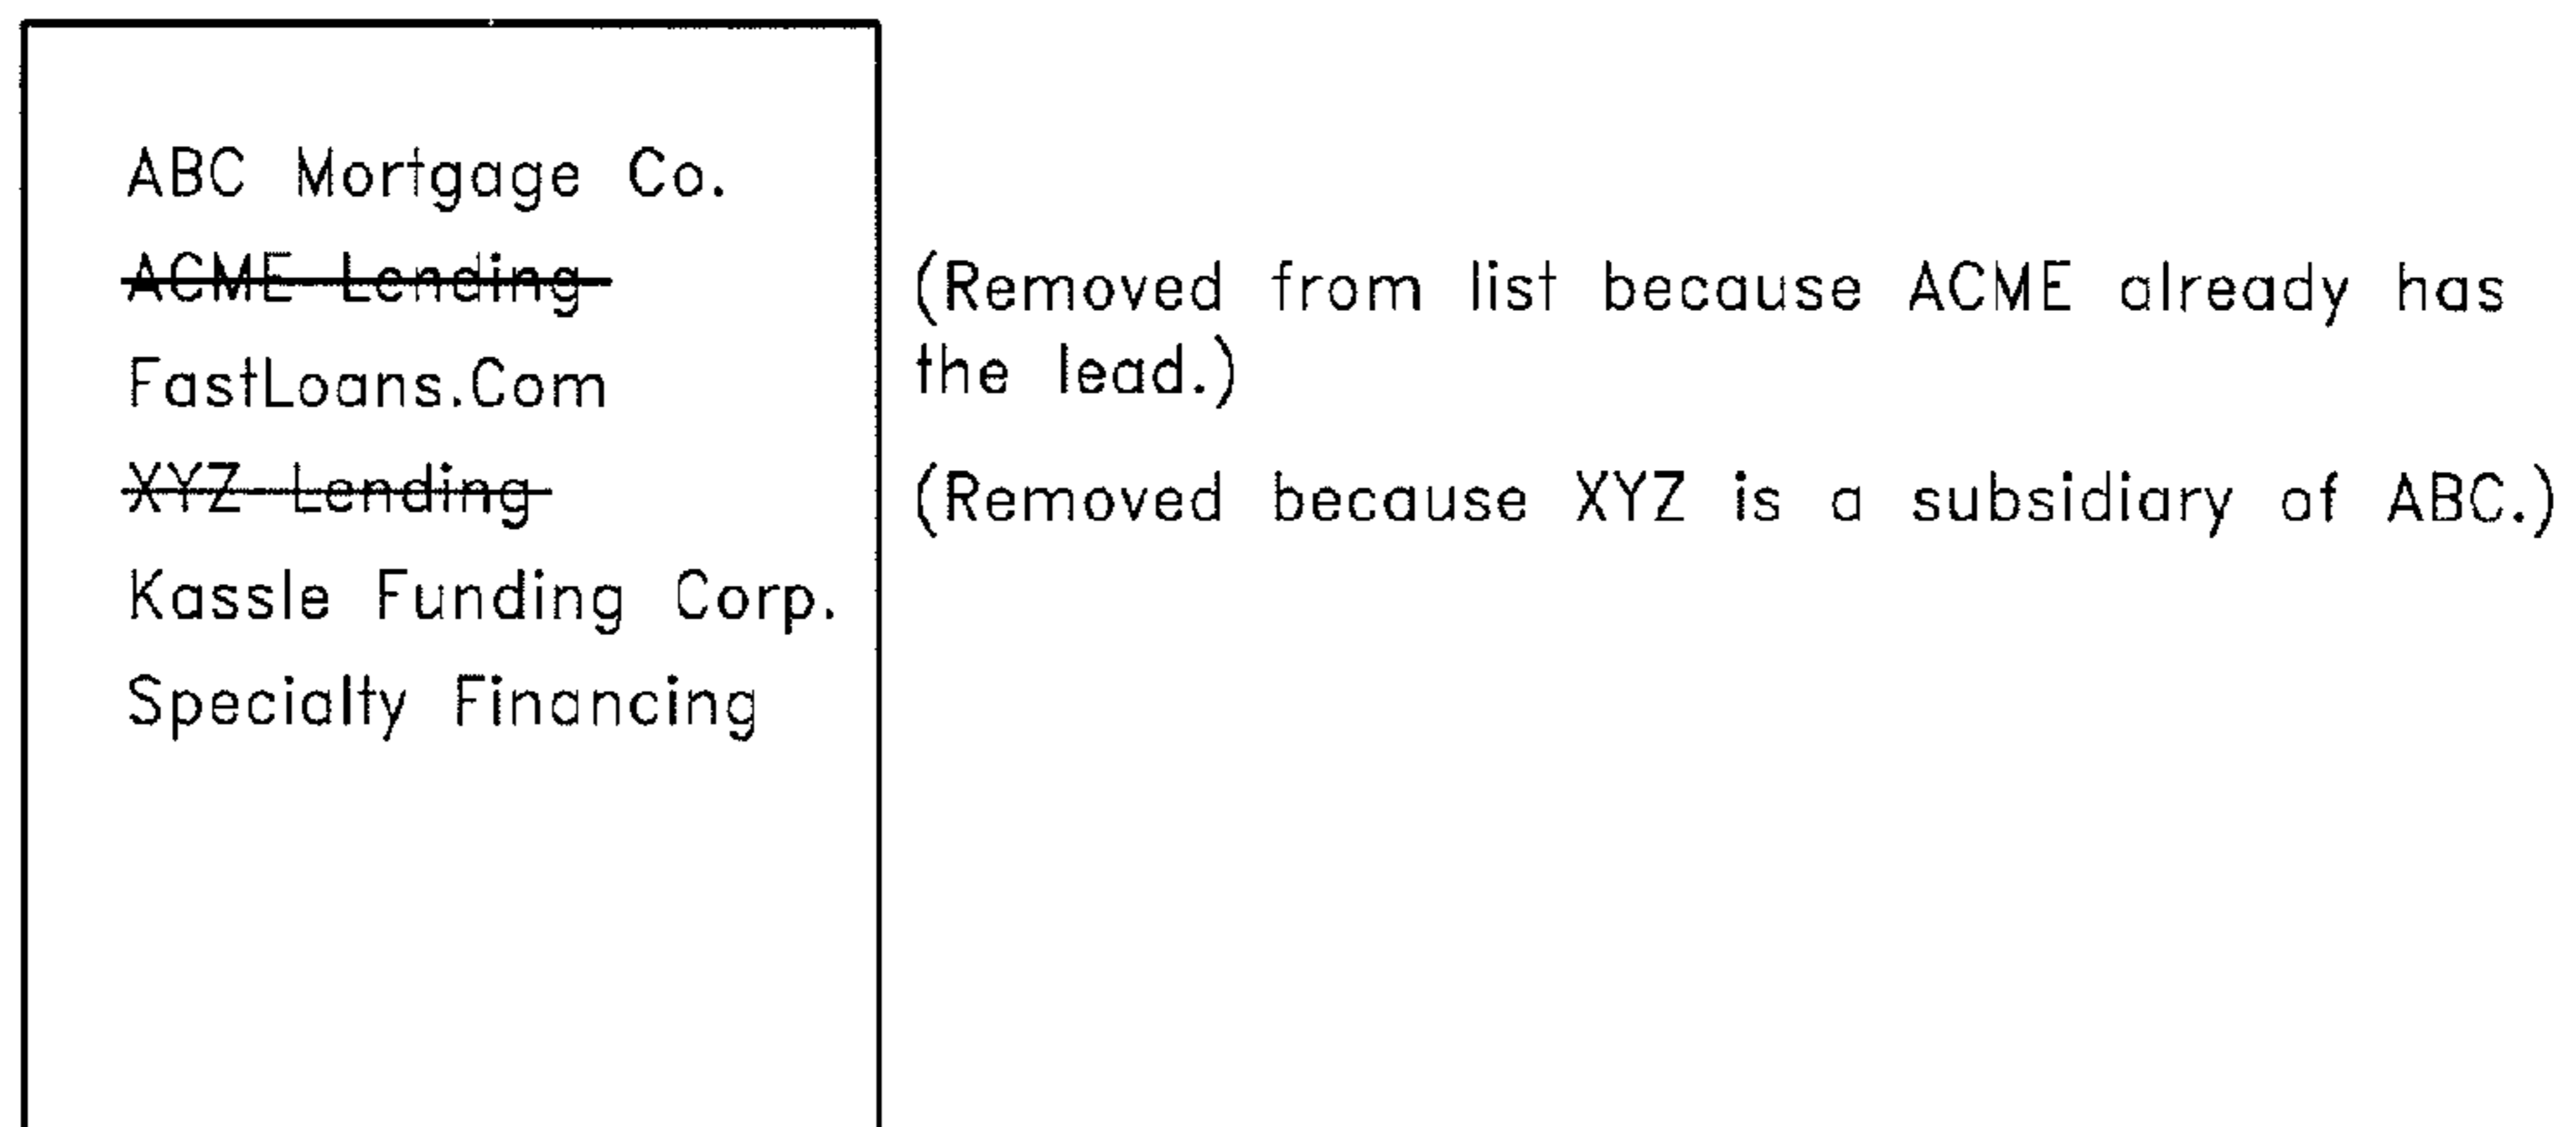 ABC Mortgage Co.
ACME Lending
(Removed from list because ACME already has
the lead.)
FastLoans.Com
XYZ Lending
(Removed because XYZ is a subsidiary of ABC.)
Kassle Funding Corp.
Specialty Financing